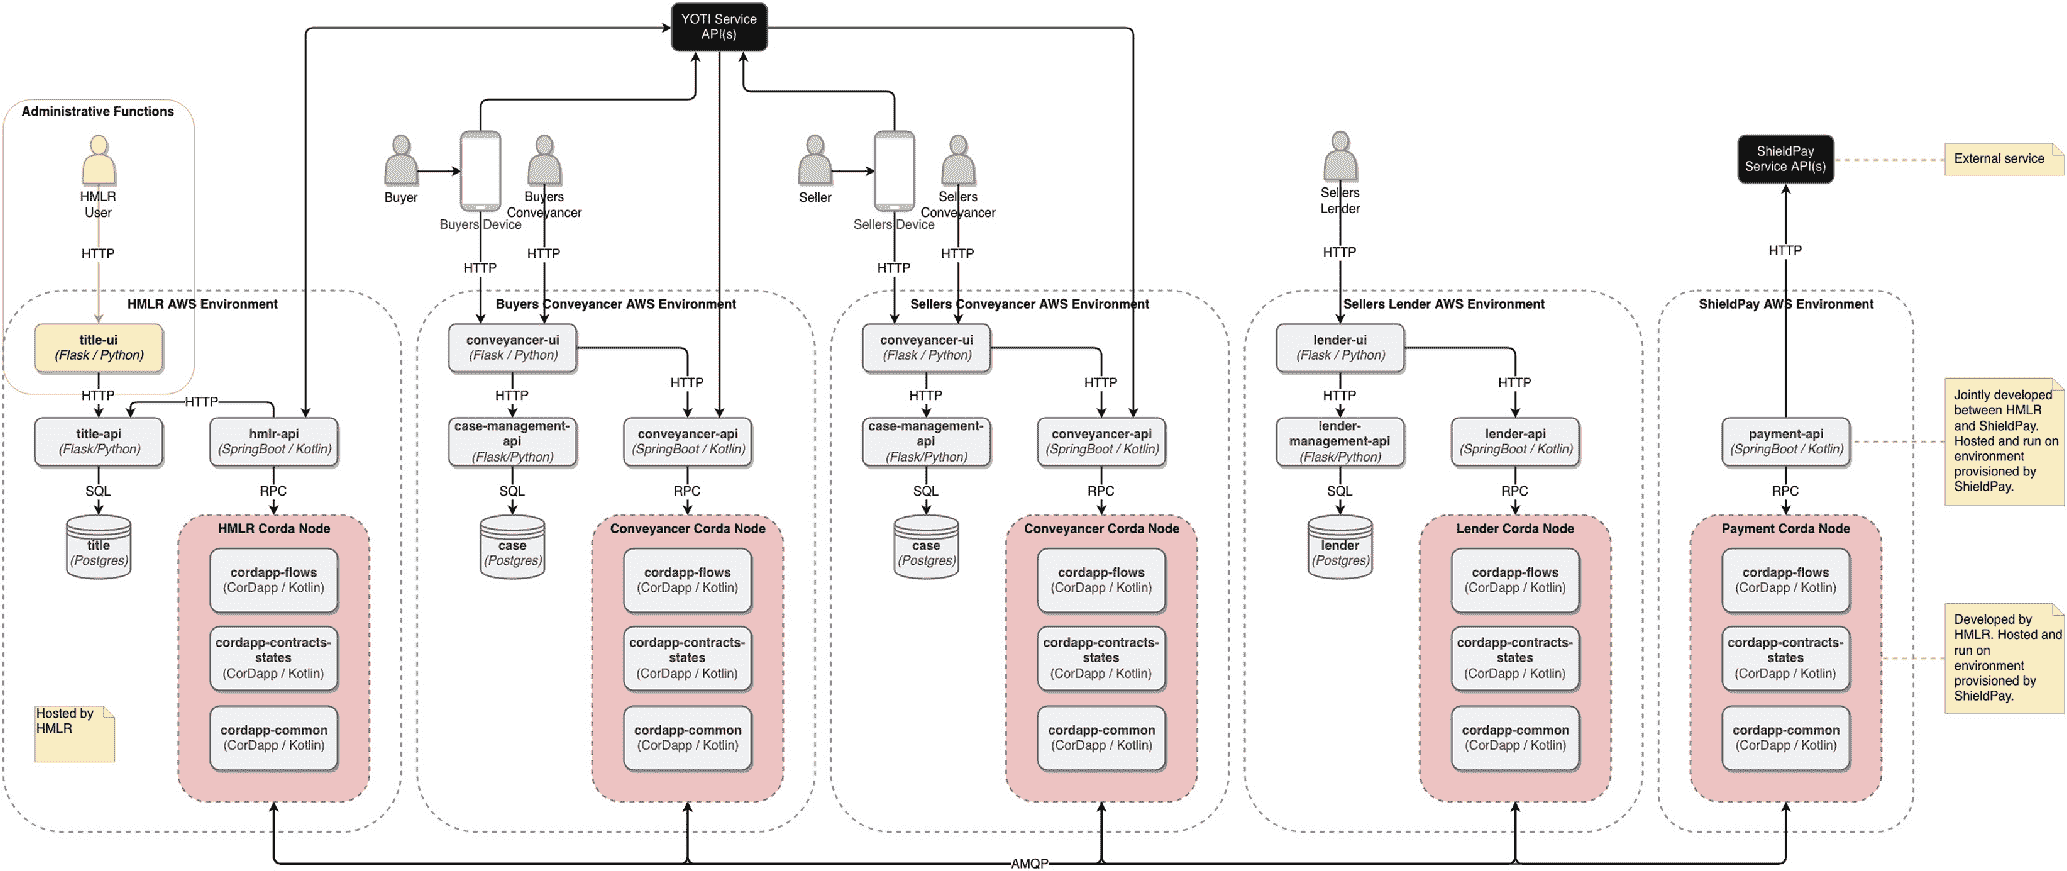 YOTI Service
API(s)
Administrative Functions
HMLR
User
HTTP
Buyer
Buyers Device
HTTP
Buyers
Conveyancer
HTTP
Seller
Sellers Device
HTTP
Sellers
Conveyancer
HTTP
Sellers
Lender
HTTP
ShieldPay
Service API(s)
HTTP
External service
HMLR AWS Environment
title-ui
(Flask / Python)
HTTP
HTTP
title-api
(Flask/Python)
hmlr-api
(SpringBoot / Kotlin)
SQL
RPC
title
(Postgres)
HMLR Corda Node
cordapp-flows
(CorDapp / Kotlin)
cordapp-contracts-
states
(CorDapp / Kotlin)
cordapp-common
(CorDapp / Kotlin)
Hosted by
HMLR
Buyers Conveyancer AWS Environment
conveyancer-ui
(Flask / Python)
HTTP
HTTP
case-management-
api
(Flask/Python)
conveyancer-api
(SpringBoot / Kotlin)
SQL
RPC
case
(Postgres)
Conveyancer Corda Node
cordapp-flows
(CorDapp / Kotlin)
cordapp-contracts-
states
(CorDapp / Kotlin)
cordapp-common
(CorDapp / Kotlin)
Sellers Conveyancer AWS Environment
conveyancer-ui
(Flask / Python)
HTTP
HTTP
case-management-
api
(Flask/Python)
conveyancer-api
(SpringBoot / Kotlin)
SQL
RPC
case
(Postgres)
Conveyancer Corda Node
cordapp-flows
(CorDapp / Kotlin)
cordapp-contracts-
states
(CorDapp / Kotlin)
cordapp-common
(CorDapp / Kotlin)
Sellers Lender AWS Environment
lender-ui
(Flask / Python)
HTTP
HTTP
lender-
management-api
(Flask/Python)
lender-api
(SpringBoot / Kotlin)
SQL
RPC
lender
(Postgres)
Lender Corda Node
cordapp-flows
(CorDapp / Kotlin)
cordapp-contracts-
states
(CorDapp / Kotlin)
cordapp-common
(CorDapp / Kotlin)
ShieldPay AWS Environment
payment-api
(SpringBoot / Kotlin)
RPC
Payment Corda Node
cordapp-flows
(CorDapp / Kotlin)
cordapp-contracts-
states
(CorDapp / Kotlin)
cordapp-common
(CorDapp / Kotlin)
Jointly developed
between HMLR
and ShieldPay.
Hosted and run on
environment
provisioned by
ShieldPay.
Developed by
HMLR. Hosted and
run on
environment
provisioned by
ShieldPay.
AMQP